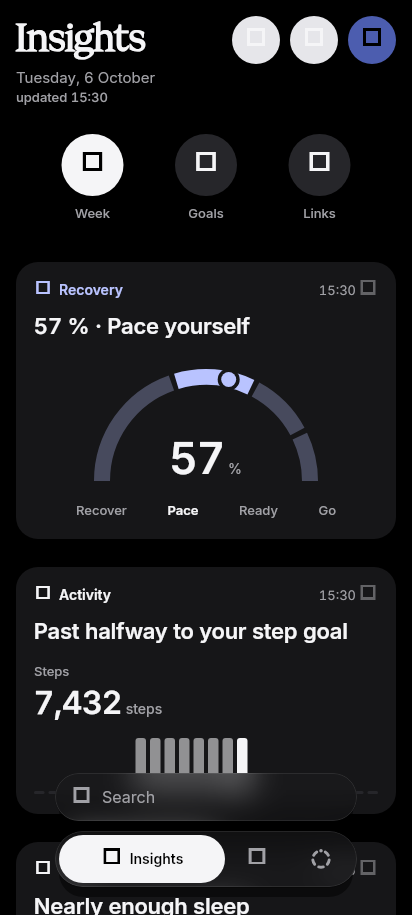 Insights
Tuesday, 6 October
updated 15:30
Week
Goals
Links
Recovery
15:30
57 % · Pace yourself
57 %
Recover
Pace
Ready
Go
Activity
15:30
Past halfway to your step goal
Steps
7,432 steps
Search
Insights
Nearly enough sleep